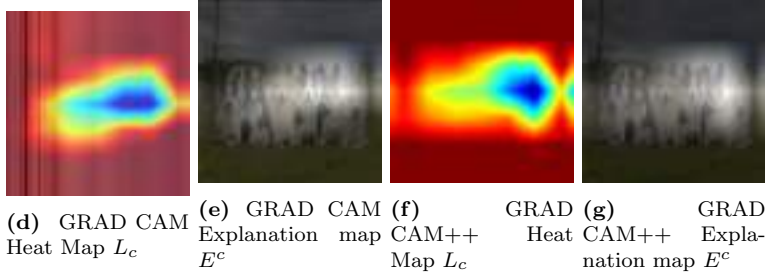 (d) GRAD CAM
Heat Map L_c
(e) GRAD CAM
Explanation map
E^c
(f) GRAD
CAM++ Heat
Map L_c
(g) GRAD
CAM++ Expla-
nation map E^c